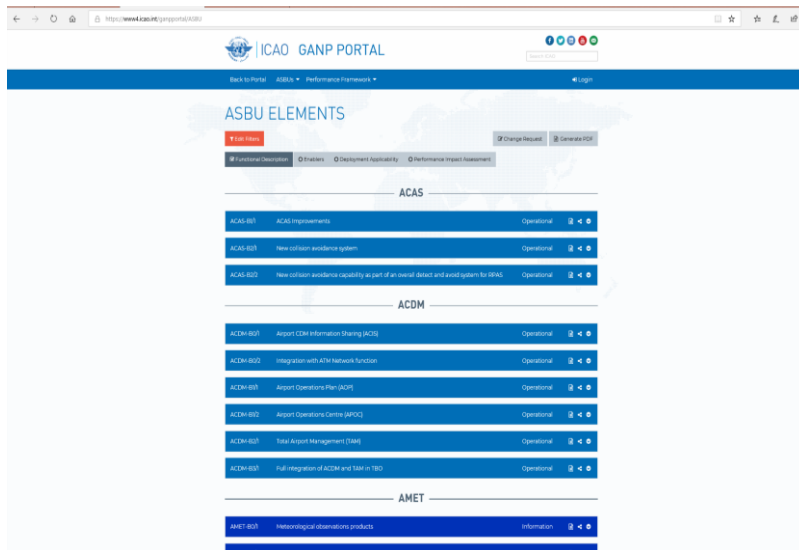 https://www4.icao.int/ganpportal/ASBU
ICAO GANP PORTAL
Back to Portal ASBUs Performance Framework Login
ASBU ELEMENTS
Edit Filters Change Request Generate PDF
Functional Description Enablers Deployment Applicability Performance Impact Assessment
ACAS
ACAS-B1/1 ACAS Improvements Operational
ACAS-B2/1 New collision avoidance system Operational
ACAS-B2/2 New collision avoidance capability as part of an overall detect and avoid system for RPAS Operational
ACDM
ACDM-B0/1 Airport CDM Information Sharing (ACIS) Operational
ACDM-B0/2 Integration with ATM Network function Operational
ACDM-B1/1 Airport Operations Plan (AOP) Operational
ACDM-B1/2 Airport Operations Centre (APOC) Operational
ACDM-B2/1 Total Airport Management (TAM) Operational
ACDM-B3/1 Full integration of ACDM and TAM in TBO Operational
AMET
AMET-B0/1 Meteorological observations products Information